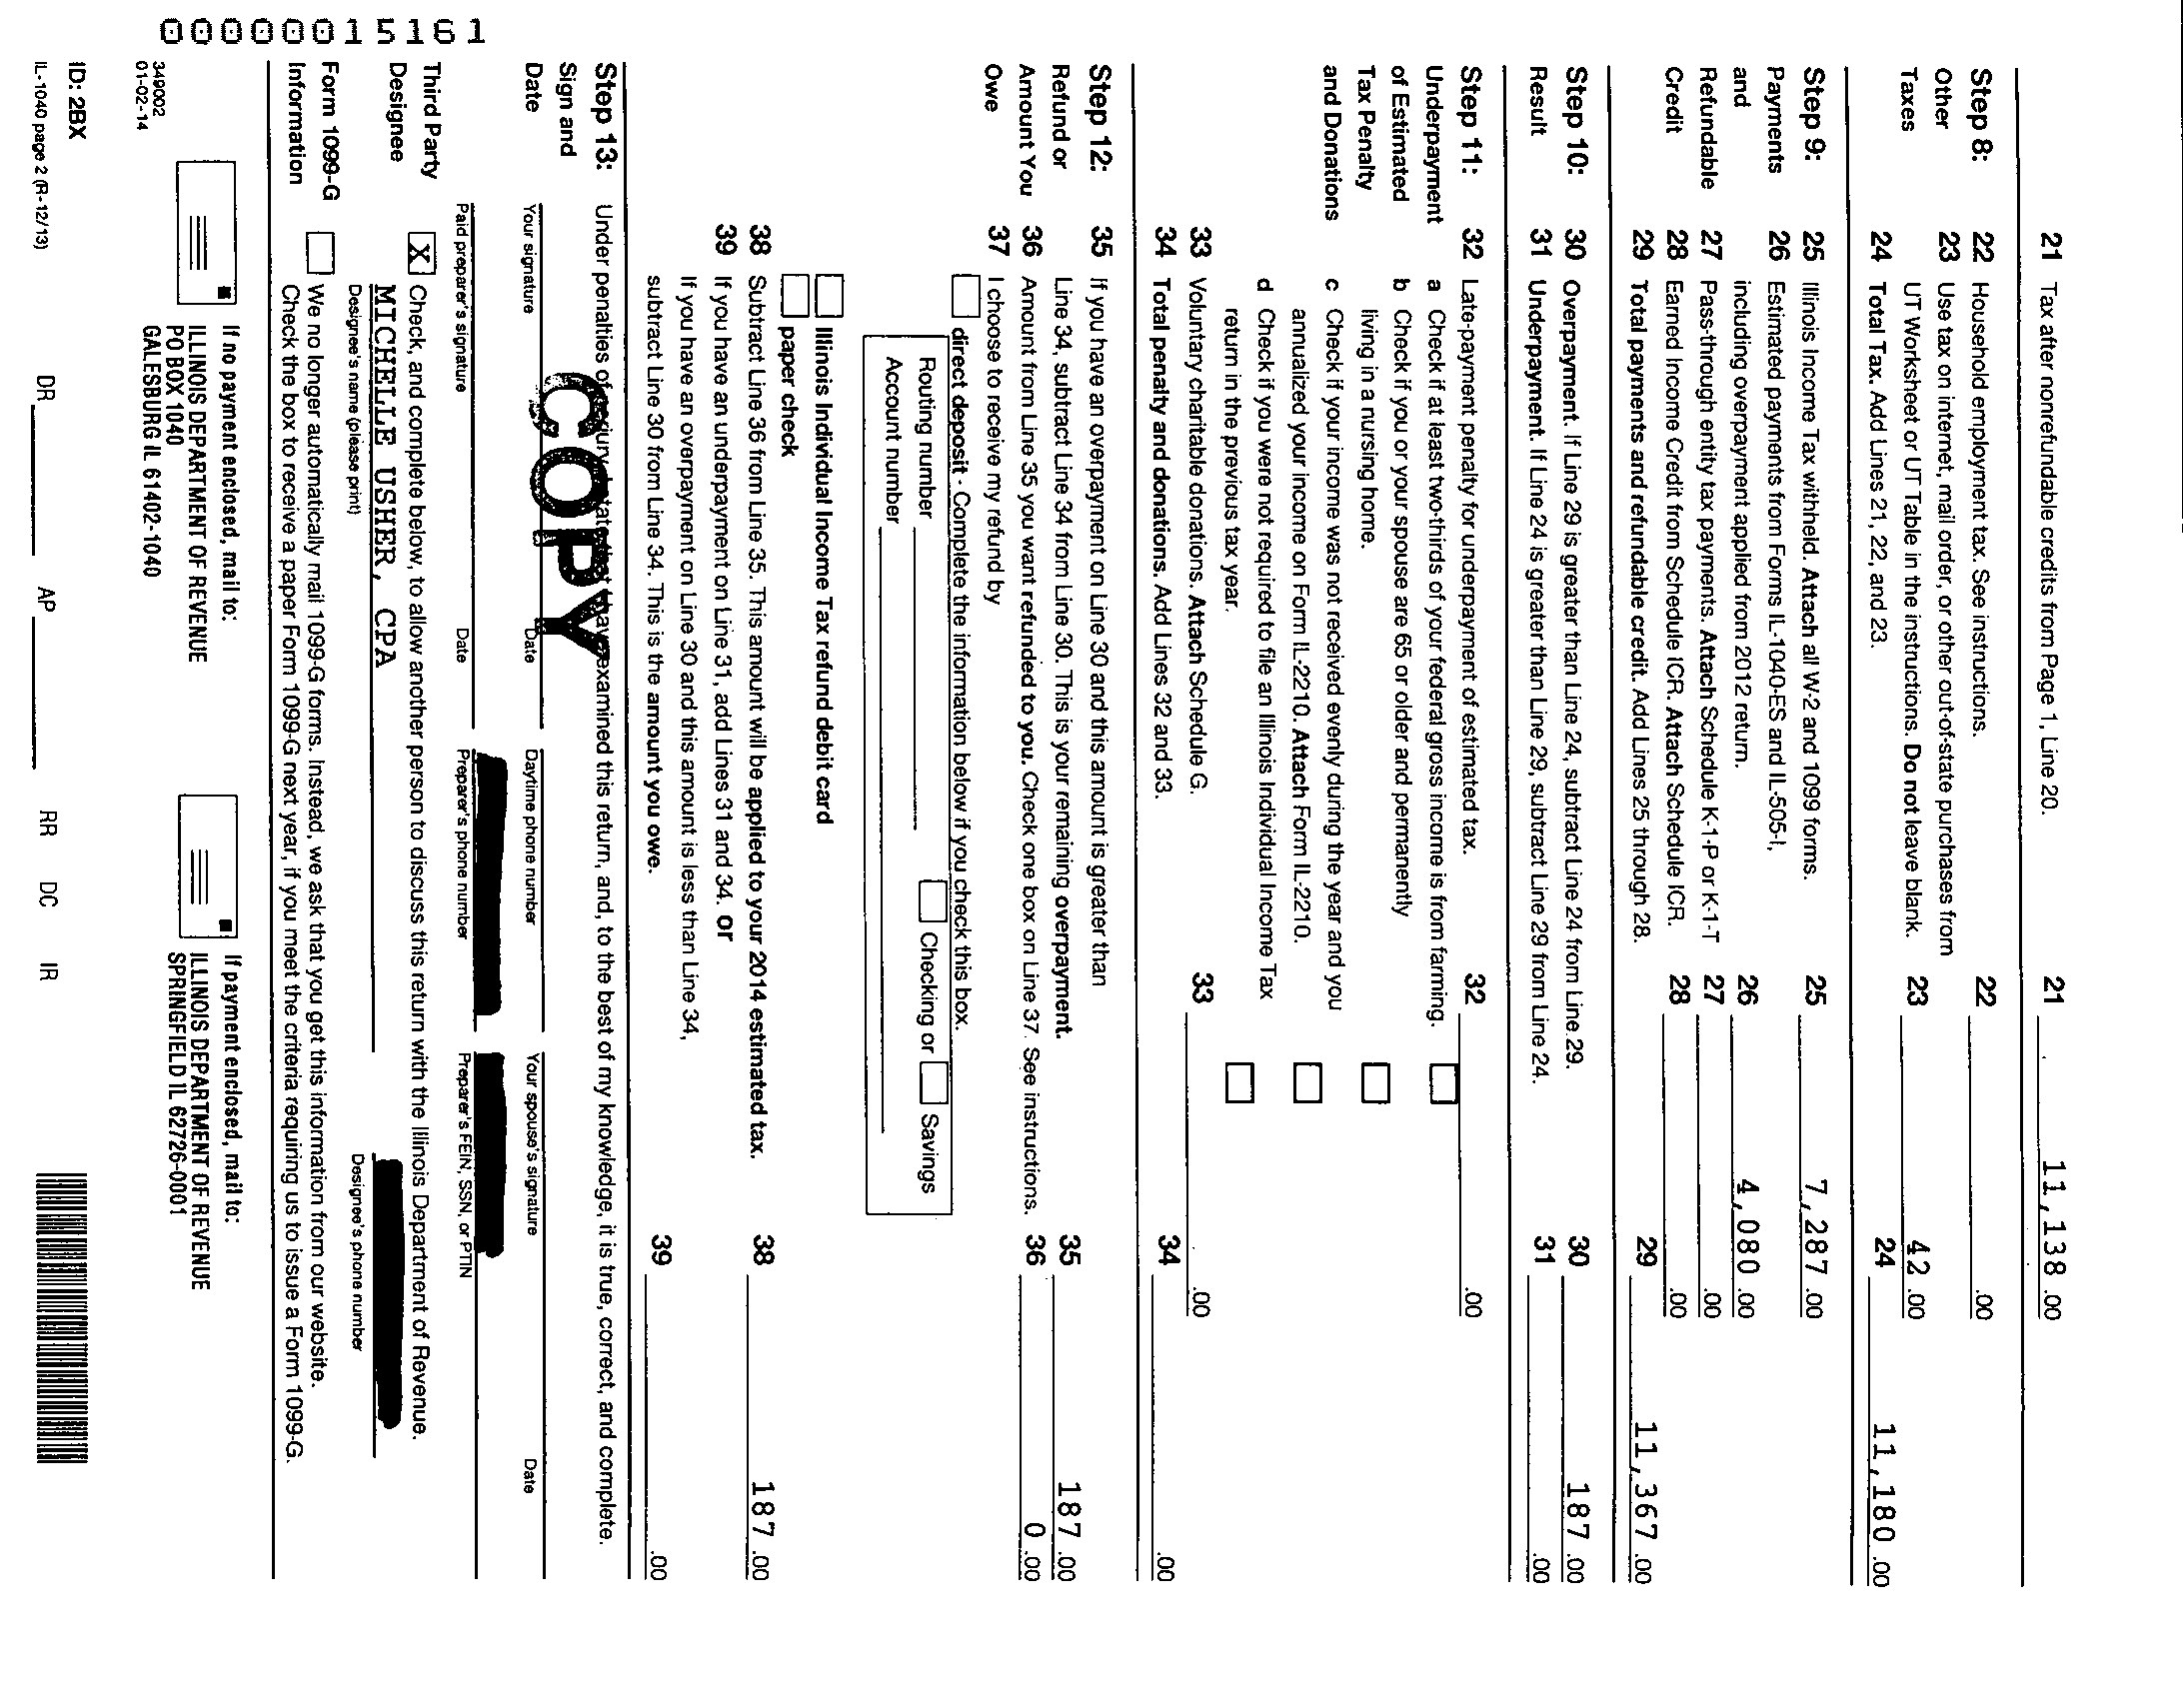 21 Tax after nonrefundable credits from Page 1, Line 20. 21 11,138 .00
Step 8: 22 Household employment tax. See instructions. 22 .00
Other 23 Use tax on internet, mail order, or other out-of-state purchases from
Taxes UT Worksheet or UT Table in the instructions. Do not leave blank. 23 42 .00
24 Total Tax. Add Lines 21, 22, and 23. 24 11,180 .00
Step 9: 25 Illinois Income Tax withheld. Attach all W-2 and 1099 forms. 25 7,287 .00
Payments 26 Estimated payments from Forms IL-1040-ES and IL-505-I,
and including overpayment applied from 2012 return. 26 4,080 .00
Refundable 27 Pass-through entity tax payments. Attach Schedule K-1-P or K-1-T 27 .00
Credit 28 Earned Income Credit from Schedule ICR. Attach Schedule ICR. 28 .00
29 Total payments and refundable credit. Add Lines 25 through 28. 29 11,367 .00
Step 10: 30 Overpayment. If Line 29 is greater than Line 24, subtract Line 24 from Line 29. 30 187 .00
Result 31 Underpayment. If Line 24 is greater than Line 29, subtract Line 29 from Line 24. 31 .00
Step 11: 32 Late-payment penalty for underpayment of estimated tax. 32 .00
Underpayment a Check if at least two-thirds of your federal gross income is from farming.
of Estimated b Check if you or your spouse are 65 or older and permanently
Tax Penalty living in a nursing home.
and Donations c Check if your income was not received evenly during the year and you
annualized your income on Form IL-2210. Attach Form IL-2210.
d Check if you were not required to file an Illinois Individual Income Tax
return in the previous tax year.
33 Voluntary charitable donations. Attach Schedule G. 33 .00
34 Total penalty and donations. Add Lines 32 and 33. 34 .00
Step 12: 35 If you have an overpayment on Line 30 and this amount is greater than
Refund or Line 34, subtract Line 34 from Line 30. This is your remaining overpayment. 35 187 .00
Amount You 36 Amount from Line 35 you want refunded to you. Check one box on Line 37. See instructions. 36 0 .00
Owe 37 I choose to receive my refund by
direct deposit - Complete the information below if you check this box.
Routing number Checking or Savings
Account number
Illinois Individual Income Tax refund debit card
paper check
38 Subtract Line 36 from Line 35. This amount will be applied to your 2014 estimated tax. 38 187 .00
39 If you have an underpayment on Line 31, add Lines 31 and 34. or
If you have an overpayment on Line 30 and this amount is less than Line 34,
subtract Line 30 from Line 34. This is the amount you owe. 39 .00
Step 13: Under penalties of perjury, I state that I have examined this return, and, to the best of my knowledge, it is true, correct, and complete.
COPY
Sign and
Date Your signature Date Daytime phone number Your spouse's signature Date
Paid preparer's signature Date Preparer's phone number Preparer's FEIN, SSN, or PTIN
Third Party X Check, and complete below, to allow another person to discuss this return with the Illinois Department of Revenue.
Designee MICHELLE USHER, CPA
Designee's name (please print) Designee's phone number
Form 1099-G We no longer automatically mail 1099-G forms. Instead, we ask that you get this information from our website.
Information Check the box to receive a paper Form 1099-G next year, if you meet the criteria requiring us to issue a Form 1099-G.
If no payment enclosed, mail to:
ILLINOIS DEPARTMENT OF REVENUE
PO BOX 1040
GALESBURG IL 61402-1040
If payment enclosed, mail to:
ILLINOIS DEPARTMENT OF REVENUE
SPRINGFIELD IL 62726-0001
349002
01-02-14
ID: 2BX
IL-1040 page 2 (R-12/13) DR AP RR DC IR
00000015161